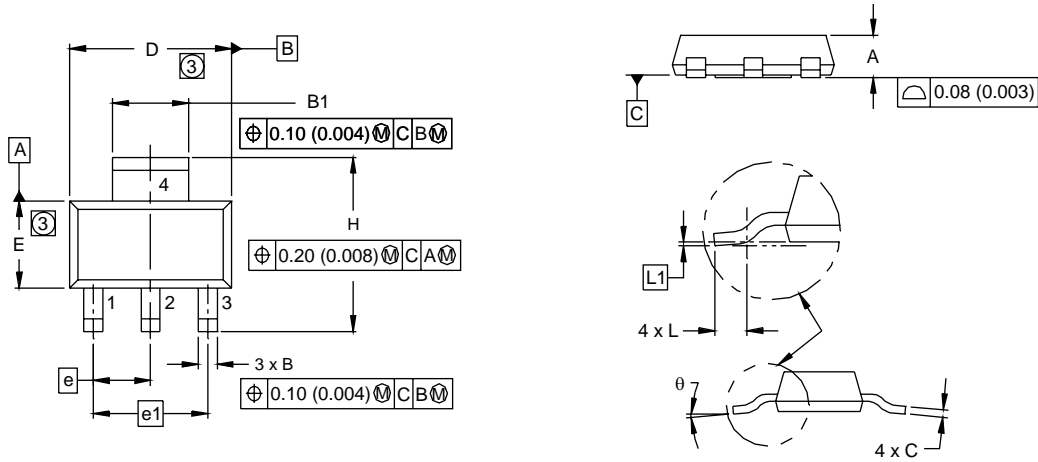 D
B
3
B1
⌖ 0.10 (0.004) Ⓜ C B Ⓜ
A
4
3
E
H
⌖ 0.20 (0.008) Ⓜ C A Ⓜ
1 2 3
3 x B
e
⌖ 0.10 (0.004) Ⓜ C B Ⓜ
e1
A
C
⌓ 0.08 (0.003)
L1
4 x L
θ
4 x C